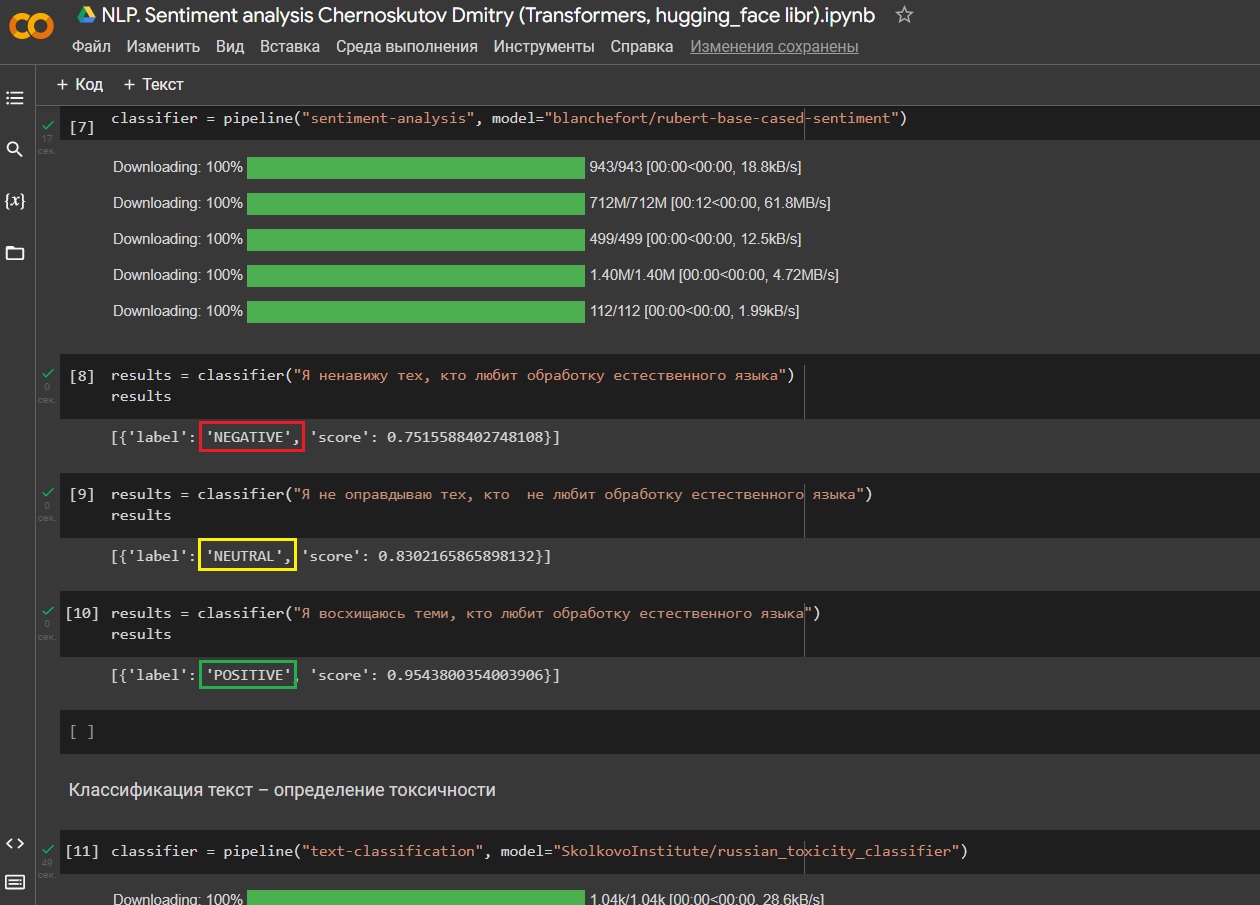 NLP. Sentiment analysis Chernoskutov Dmitry (Transformers, hugging_face libr).ipynb
Файл Изменить Вид Вставка Среда выполнения Инструменты Справка Изменения сохранены
+ Код + Текст
[7] classifier = pipeline("sentiment-analysis", model="blanchefort/rubert-base-cased-sentiment")
17
сек.
Downloading: 100% 943/943 [00:00<00:00, 18.8kB/s]
Downloading: 100% 712M/712M [00:12<00:00, 61.8MB/s]
Downloading: 100% 499/499 [00:00<00:00, 12.5kB/s]
Downloading: 100% 1.40M/1.40M [00:00<00:00, 4.72MB/s]
Downloading: 100% 112/112 [00:00<00:00, 1.99kB/s]
[8] results = classifier("Я ненавижу тех, кто любит обработку естественного языка")
0 results
сек.
[{'label': 'NEGATIVE', 'score': 0.7515588402748108}]
[9] results = classifier("Я не оправдываю тех, кто  не любит обработку естественного языка")
0 results
сек.
[{'label': 'NEUTRAL', 'score': 0.8302165865898132}]
[10] results = classifier("Я восхищаюсь теми, кто любит обработку естественного языка")
0 results
сек.
[{'label': 'POSITIVE', 'score': 0.9543800354003906}]
[ ]
Классификация текст – определение токсичности
[11] classifier = pipeline("text-classification", model="SkolkovoInstitute/russian_toxicity_classifier")
49
сек.
Downloading: 100% 1.04k/1.04k [00:00<00:00, 28.6kB/s]